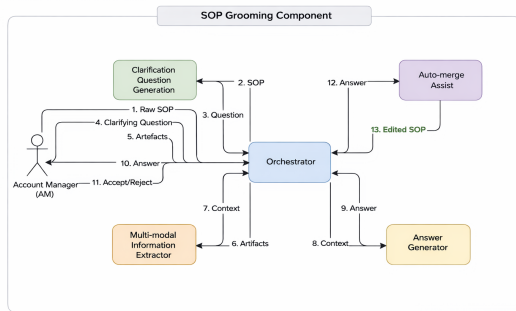 SOP Grooming Component
Clarification
Question
Generation
2. SOP
12. Answer
Auto-merge
Assist
1. Raw SOP
3. Question
4. Clarifying Question
5. Artefacts
13. Edited SOP
10. Answer
Orchestrator
11. Accept/Reject
Account Manager
(AM)
7. Context
9. Answer
Multi-modal
Information
Extractor
6. Artifacts
8. Context
Answer
Generator